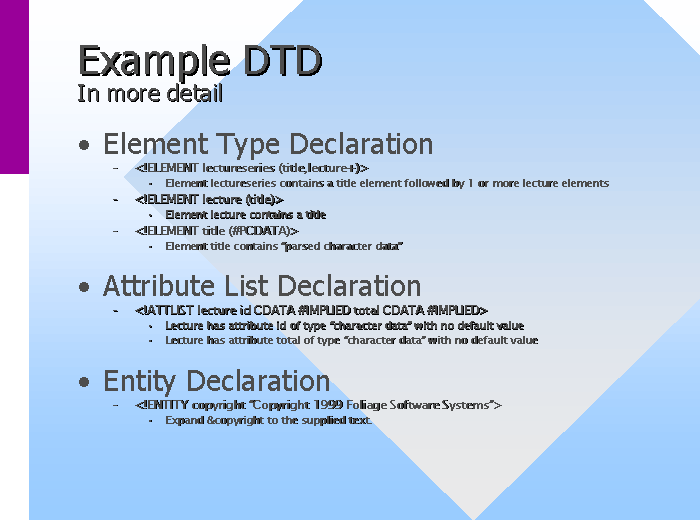 Example DTD
In more detail
• Element Type Declaration
- <!ELEMENT lectureseries (title,lecture+)>
- Element lectureseries contains a title element followed by 1 or more lecture elements
- <!ELEMENT lecture (title)>
- Element lecture contains a title
- <!ELEMENT title (#PCDATA)>
- Element title contains “parsed character data”
• Attribute List Declaration
- <!ATTLIST lecture id CDATA #IMPLIED total CDATA #IMPLIED>
- Lecture has attribute id of type “character data” with no default value
- Lecture has attribute total of type “character data” with no default value
• Entity Declaration
- <!ENTITY copyright “Copyright 1999 Foliage Software Systems”>
- Expand &copyright to the supplied text.